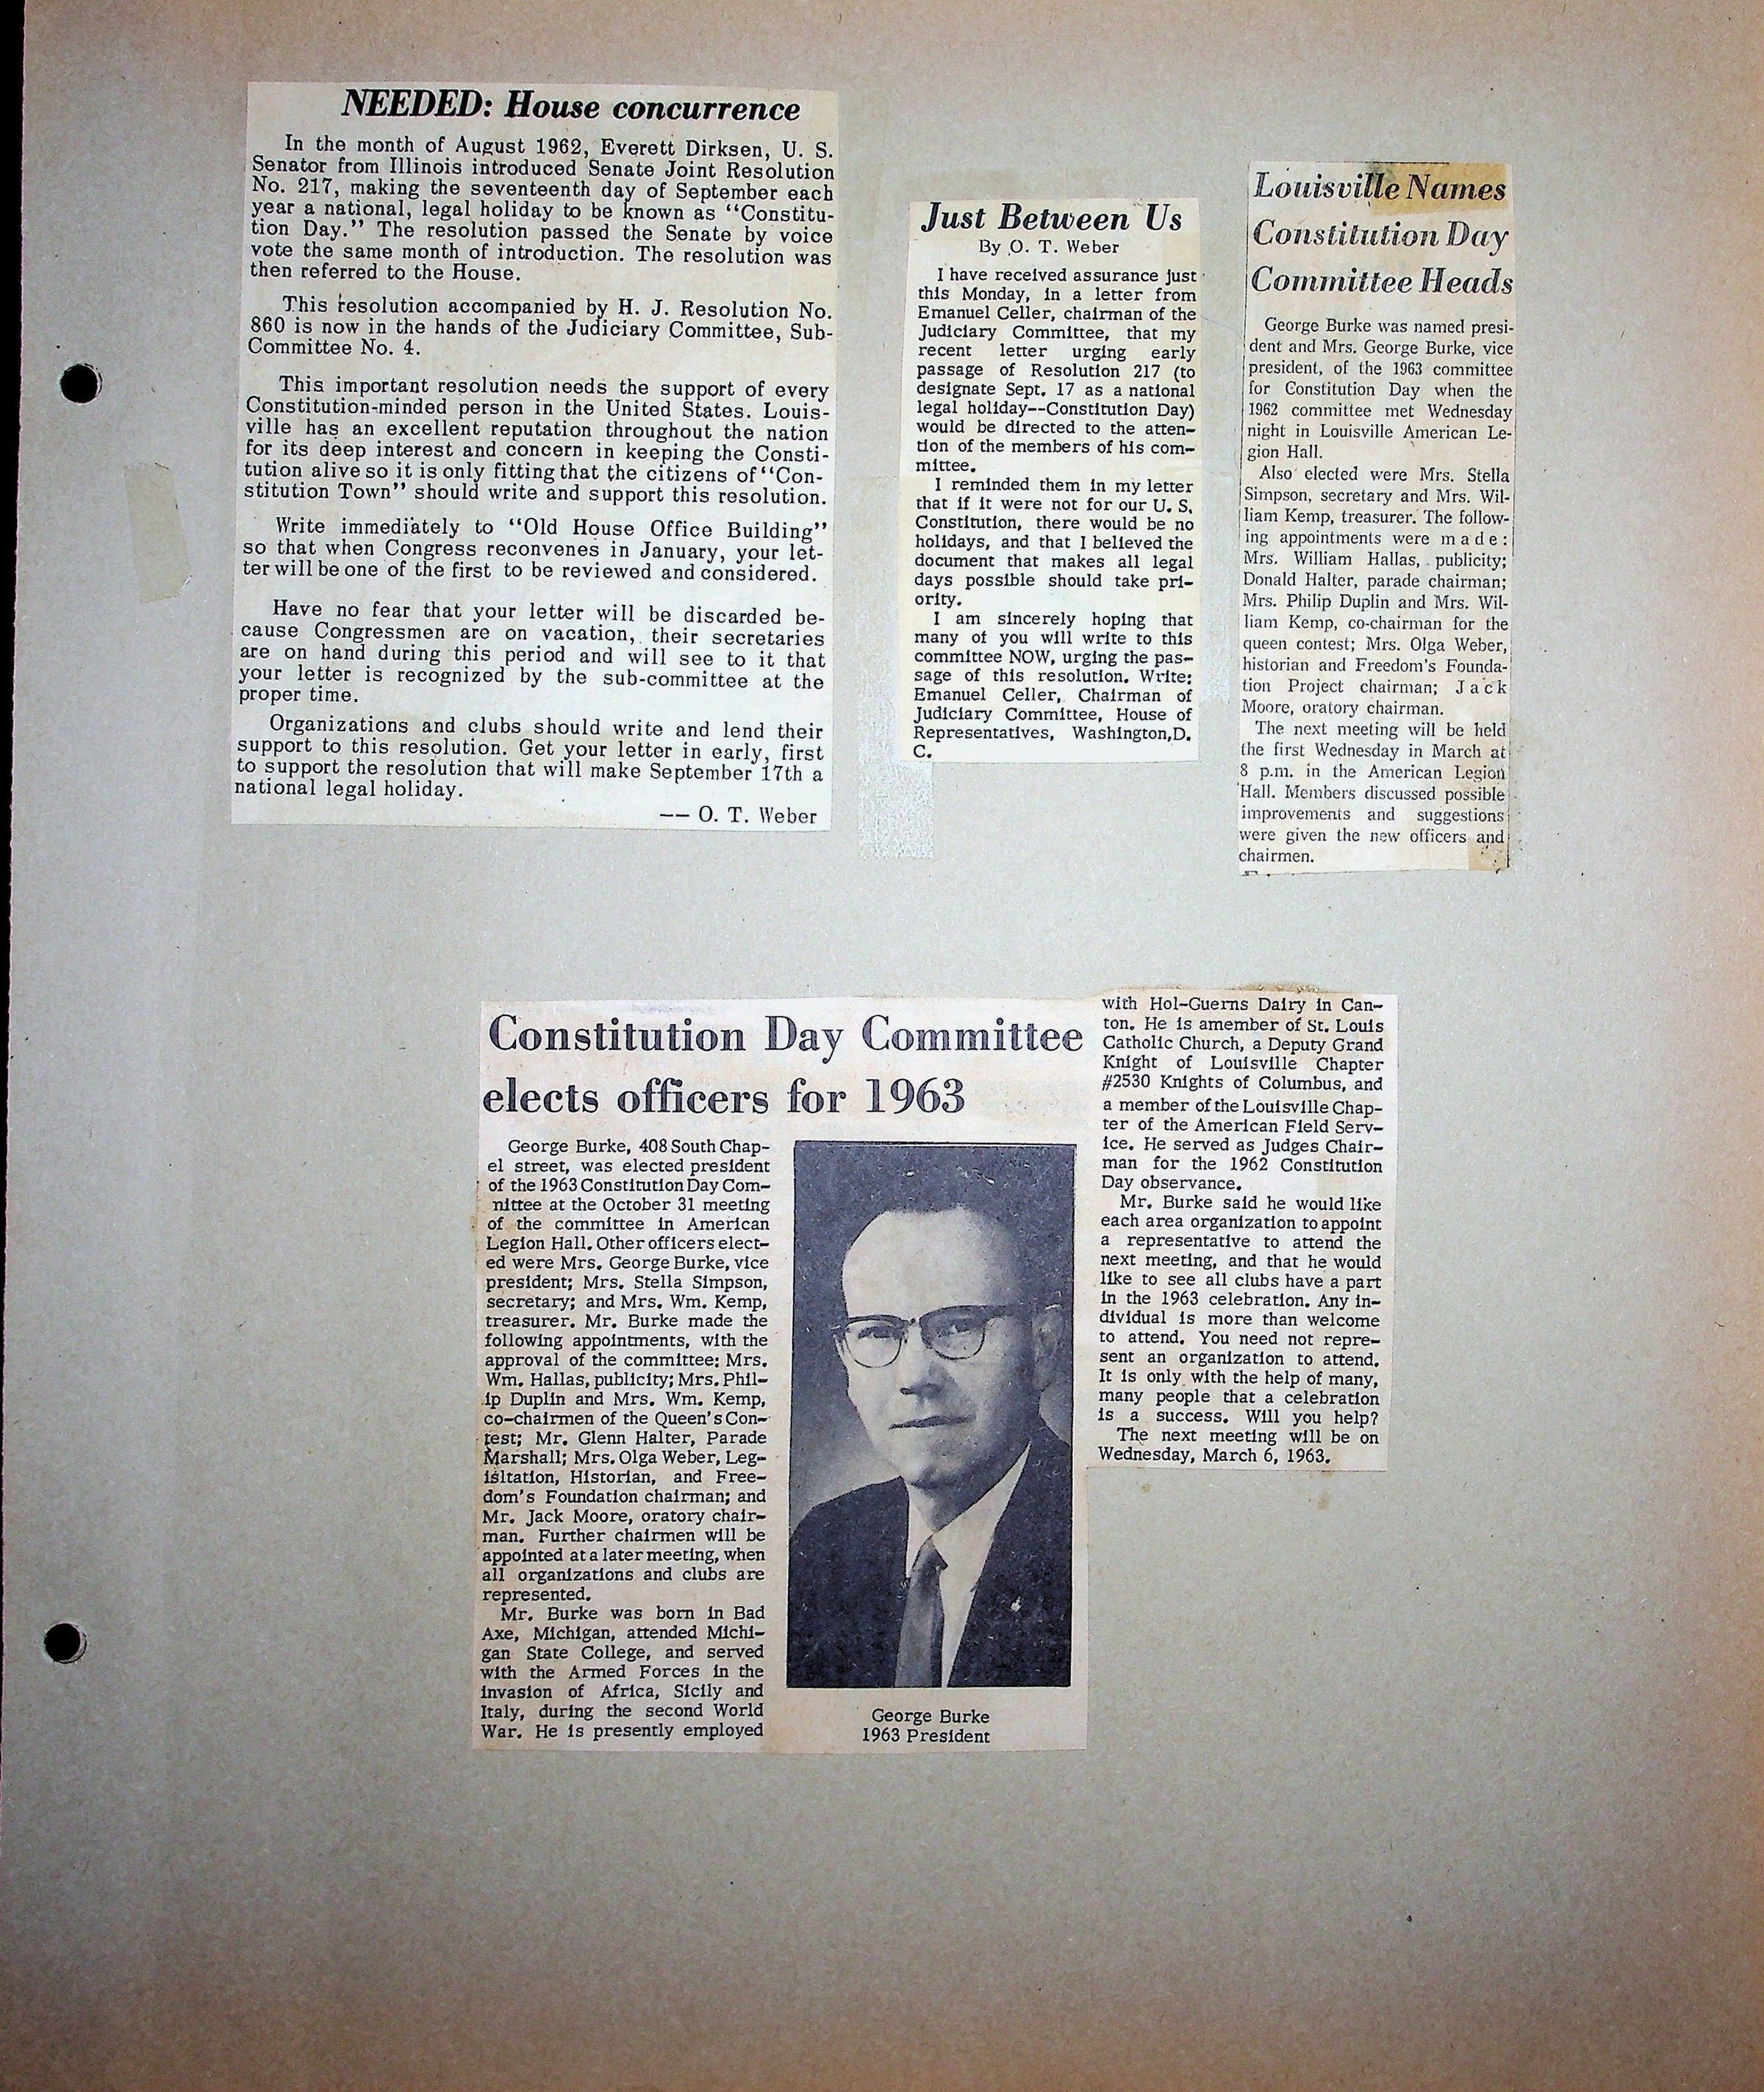 NEEDED: House concurrence
In the month of August 1962, Everett Dirksen, U. S.
Senator from Illinois introduced Senate Joint Resolution
No. 217, making the seventeenth day of September each
year a national, legal holiday to be known as “Constitu-
tion Day.” The resolution passed the Senate by voice
vote the same month of introduction. The resolution was
then referred to the House.
This resolution accompanied by H. J. Resolution No.
860 is now in the hands of the Judiciary Committee, Sub-
Committee No. 4.
This important resolution needs the support of every
Constitution-minded person in the United States. Louis-
ville has an excellent reputation throughout the nation
for its deep interest and concern in keeping the Consti-
tution alive so it is only fitting that the citizens of “Con-
stitution Town” should write and support this resolution.
Write immediately to “Old House Office Building”
so that when Congress reconvenes in January, your let-
ter will be one of the first to be reviewed and considered.
Have no fear that your letter will be discarded be-
cause Congressmen are on vacation, their secretaries
are on hand during this period and will see to it that
your letter is recognized by the sub-committee at the
proper time.
Organizations and clubs should write and lend their
support to this resolution. Get your letter in early, first
to support the resolution that will make September 17th a
national legal holiday.
-- O. T. Weber
Just Between Us
By O. T. Weber
I have received assurance just
this Monday, in a letter from
Emanuel Celler, chairman of the
Judiciary Committee, that my
recent letter urging early
passage of Resolution 217 (to
designate Sept. 17 as a national
legal holiday--Constitution Day)
would be directed to the atten-
tion of the members of his com-
mittee.
I reminded them in my letter
that if it were not for our U. S.
Constitution, there would be no
holidays, and that I believed the
document that makes all legal
days possible should take pri-
ority.
I am sincerely hoping that
many of you will write to this
committee NOW, urging the pas-
sage of this resolution. Write:
Emanuel Celler, Chairman of
Judiciary Committee, House of
Representatives, Washington,D.
C.
Louisville Names
Constitution Day
Committee Heads
George Burke was named presi-
dent and Mrs. George Burke, vice
president, of the 1963 committee
for Constitution Day when the
1962 committee met Wednesday
night in Louisville American Le-
gion Hall.
Also elected were Mrs. Stella
Simpson, secretary and Mrs. Wil-
liam Kemp, treasurer. The follow-
ing appointments were made:
Mrs. William Hallas, publicity;
Donald Halter, parade chairman;
Mrs. Philip Duplin and Mrs. Wil-
liam Kemp, co-chairman for the
queen contest; Mrs. Olga Weber,
historian and Freedom's Founda-
tion Project chairman; Jack
Moore, oratory chairman.
The next meeting will be held
the first Wednesday in March at
8 p.m. in the American Legion
Hall. Members discussed possible
improvements and suggestions
were given the new officers and
chairmen.
Constitution Day Committee
elects officers for 1963
George Burke, 408 South Chap-
el street, was elected president
of the 1963 Constitution Day Com-
nittee at the October 31 meeting
of the committee in American
Legion Hall. Other officers elect-
ed were Mrs. George Burke, vice
president; Mrs. Stella Simpson,
secretary; and Mrs. Wm. Kemp,
treasurer. Mr. Burke made the
following appointments, with the
approval of the committee: Mrs.
Wm. Hallas, publicity; Mrs. Phil-
ip Duplin and Mrs. Wm. Kemp,
co-chairmen of the Queen's Con-
test; Mr. Glenn Halter, Parade
Marshall; Mrs. Olga Weber, Leg-
isltation, Historian, and Free-
dom's Foundation chairman; and
Mr. Jack Moore, oratory chair-
man. Further chairmen will be
appointed at a later meeting, when
all organizations and clubs are
represented.
Mr. Burke was born in Bad
Axe, Michigan, attended Michi-
gan State College, and served
with the Armed Forces in the
invasion of Africa, Sicily and
Italy, during the second World
War. He is presently employed
George Burke
1963 President
with Hol-Guerns Dairy in Can-
ton. He is amember of St. Louis
Catholic Church, a Deputy Grand
Knight of Louisville Chapter
#2530 Knights of Columbus, and
a member of the Louisville Chap-
ter of the American Field Serv-
ice. He served as Judges Chair-
man for the 1962 Constitution
Day observance.
Mr. Burke said he would like
each area organization to appoint
a representative to attend the
next meeting, and that he would
like to see all clubs have a part
in the 1963 celebration. Any in-
dividual is more than welcome
to attend. You need not repre-
sent an organization to attend.
It is only with the help of many,
many people that a celebration
is a success. Will you help?
The next meeting will be on
Wednesday, March 6, 1963.